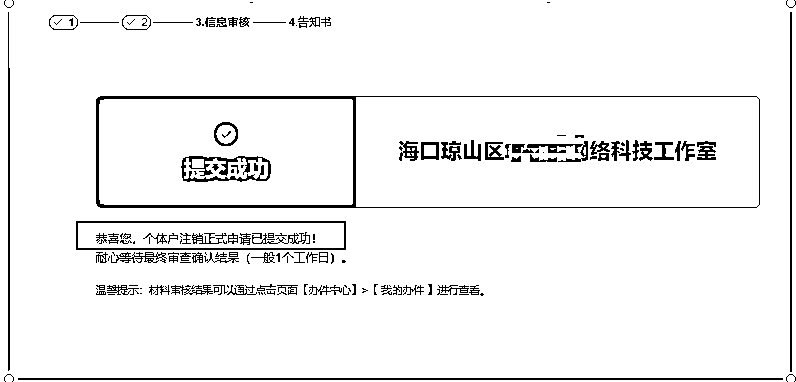 1 2 3.信息审核 4.告知书
提交成功
海口琼山区 络科技工作室
恭喜您，个体户注销正式申请已提交成功！
耐心等待最终审查确认结果（一般1个工作日）。
温馨提示：材料审核结果可以通过点击页面【办件中心】>【 我的办件 】进行查看。